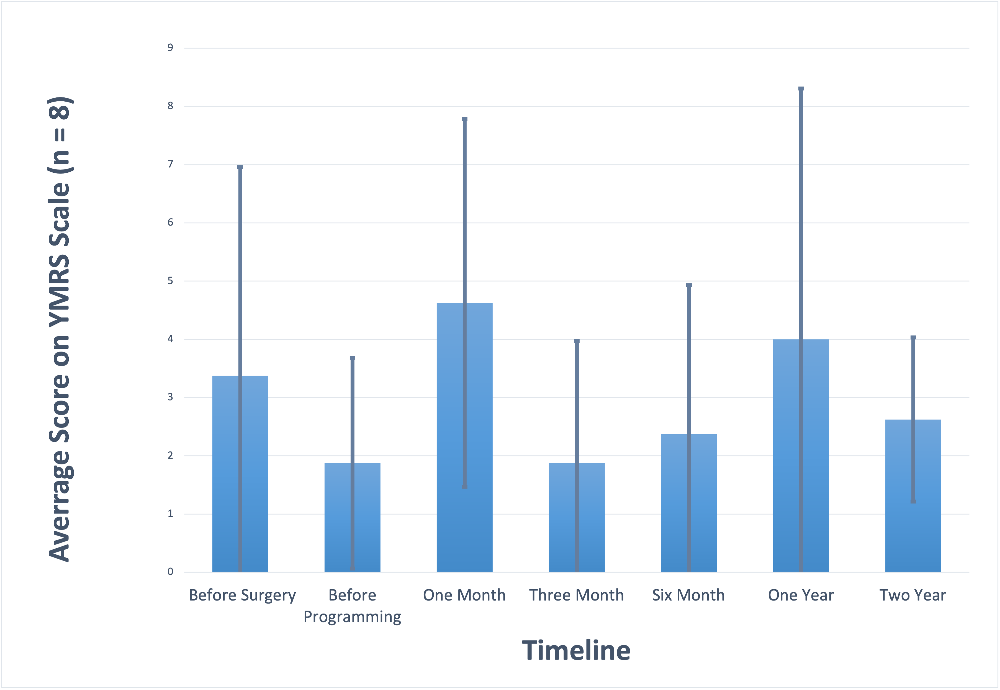 Average Score on YMRS Scale (n = 8)
9
8
7
6
5
4
3
2
1
0
Before Surgery
Before
Programming
One Month
Three Month
Six Month
One Year
Two Year
Timeline